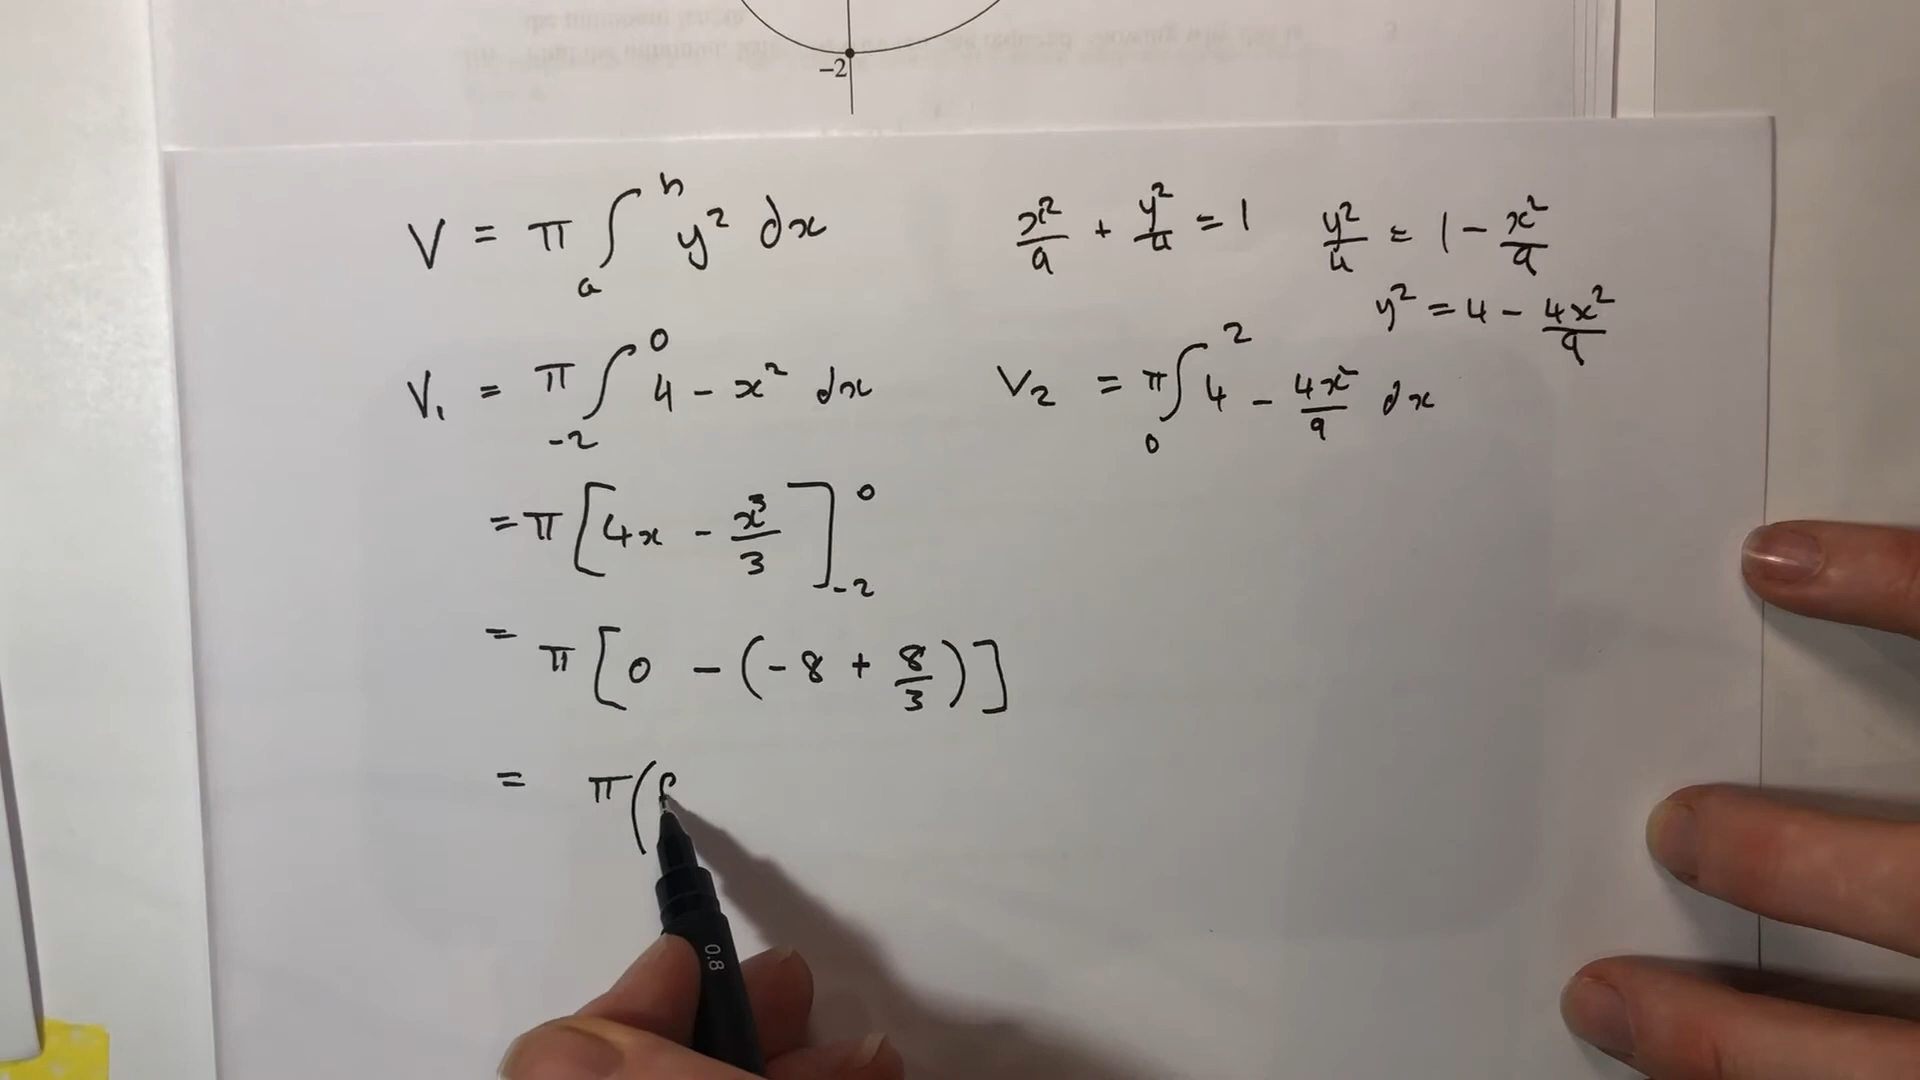 -2
V = π ∫_a^b y² dx
x²/9 + y²/4 = 1
y²/4 = 1 - x²/9
y² = 4 - 4x²/9
V₁ = π ∫_-2^0 4 - x² dx
V₂ = π ∫_0^2 4 - 4x²/9 dx
= π [4x - x³/3]_-2^0
= π [0 - (-8 + 8/3)]
= π (
0.8